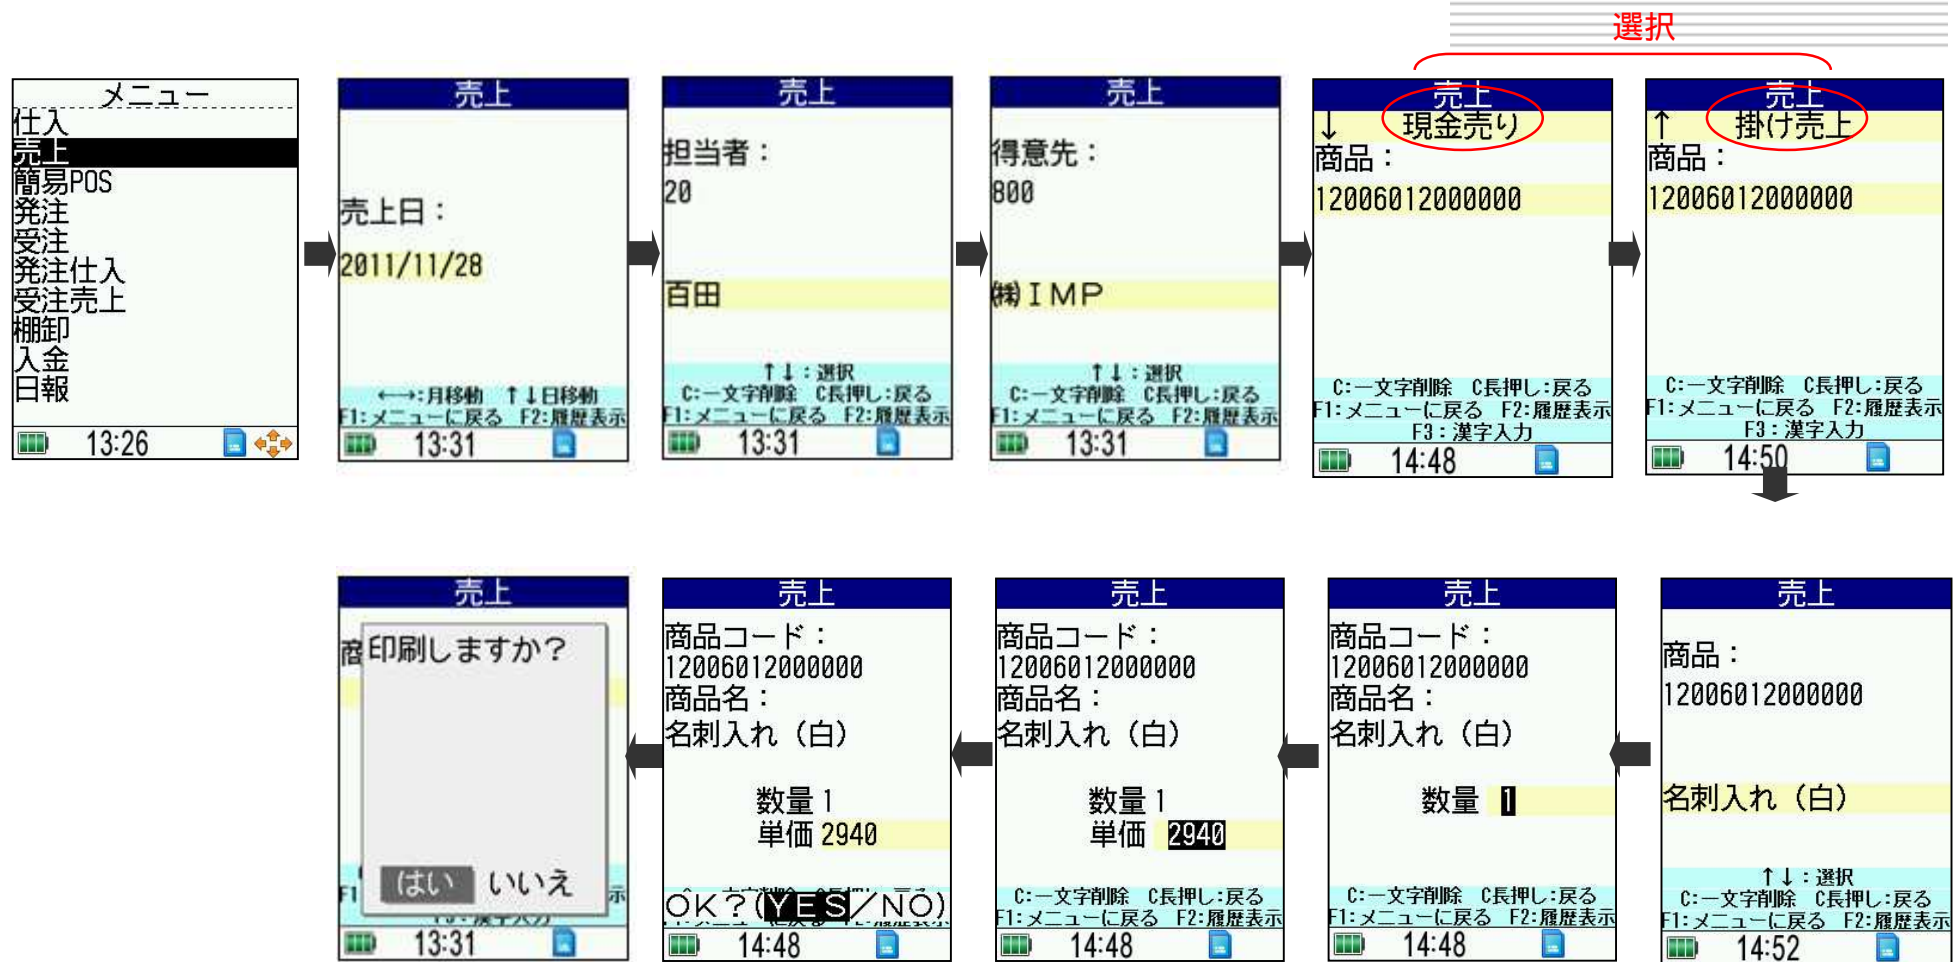 選択
メニュー
仕入
売上
簡易POS
発注
受注
発注仕入
受注売上
棚卸
入金
日報
13:26
売上
売上日：
2011/11/28
←→:月移動 ↑↓日移動
F1:メニューに戻る F2:履歴表示
13:31
売上
担当者：
20
百田
↑↓：選択
C:一文字削除 C長押し:戻る
F1:メニューに戻る F2:履歴表示
13:31
売上
得意先：
800
㈱ＩＭＰ
↑↓：選択
C:一文字削除 C長押し:戻る
F1:メニューに戻る F2:履歴表示
13:31
売上
↓ 現金売り
商品：
12006012000000
C:一文字削除 C長押し:戻る
F1:メニューに戻る F2:履歴表示
F3：漢字入力
14:48
売上
↑ 掛け売上
商品：
12006012000000
C:一文字削除 C長押し:戻る
F1:メニューに戻る F2:履歴表示
F3：漢字入力
14:50
売上
商品：
12006012000000
名刺入れ（白）
↑↓：選択
C:一文字削除 C長押し:戻る
F1:メニューに戻る F2:履歴表示
14:52
売上
商品コード：
12006012000000
商品名：
名刺入れ（白）
数量 1
C:一文字削除 C長押し:戻る
F1:メニューに戻る F2:履歴表示
14:48
売上
商品コード：
12006012000000
商品名：
名刺入れ（白）
数量 1
単価 2940
C:一文字削除 C長押し:戻る
F1:メニューに戻る F2:履歴表示
14:48
売上
商品コード：
12006012000000
商品名：
名刺入れ（白）
数量 1
単価 2940
ＯＫ？(ＹＥＳ／ＮＯ)
14:48
売上
商
印刷しますか？
はい いいえ
F1
示
13:31